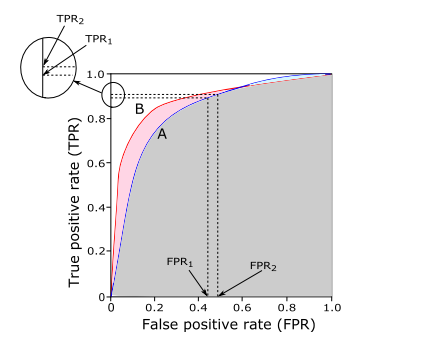 TPR₂
TPR₁
1.0
0.8
0.6
0.4
0.2
0
True positive rate (TPR)
B
A
FPR₁
FPR₂
0
0.2
0.4
0.6
0.8
1.0
False positive rate (FPR)